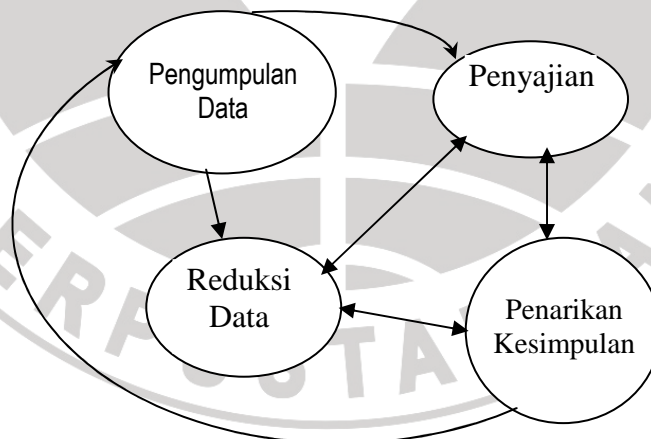 Pengumpulan
Data
Penyajian
Reduksi
Data
Penarikan
Kesimpulan